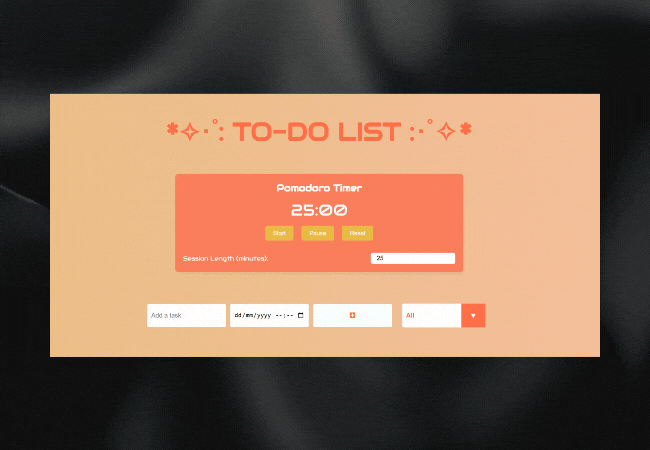 *✧･ﾟ: TO-DO LIST :･ﾟ✧*
Pomodoro Timer
25:00
Start Pause Reset
Session Length (minutes): 25
Add a task dd/mm/yyyy --:-- All ▼